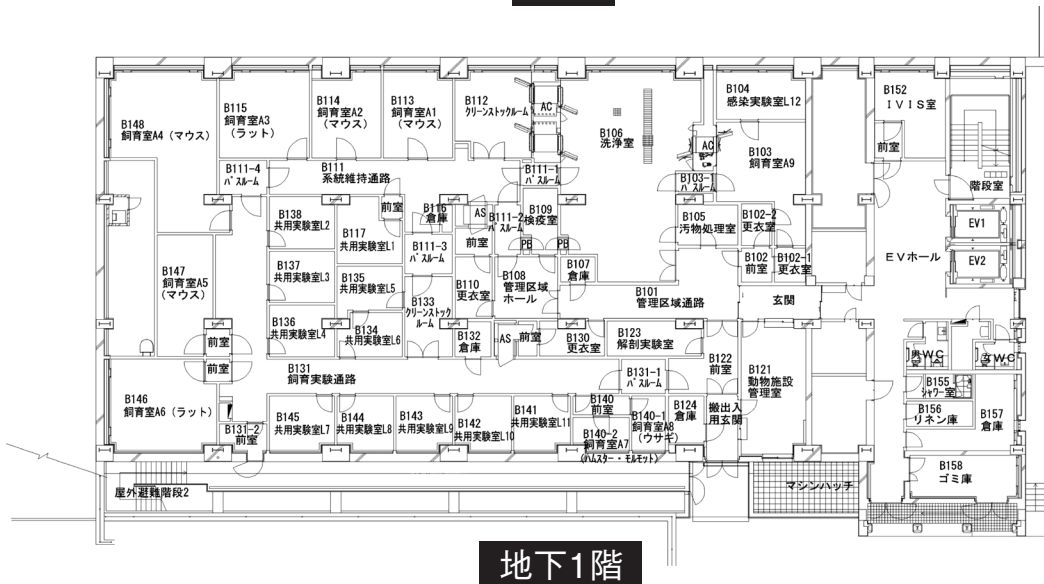 B148
飼育室A4（マウス）
B115
飼育室A3
（ラット）
B114
飼育室A2
（マウス）
B113
飼育室A1
（マウス）
B112
クリーンストックルーム
AC
B106
洗浄室
AC
B104
感染実験室L12
B103
飼育室A9
B152
ＩＶＩＳ室
前室
階段室
B111-4
パスルーム
B111
系統維持通路
B111-1
パスルーム
B103-1
パスルーム
B138
共用実験室L2
B117
共用実験室L1
前室
B116
倉庫
AS
前室
B111-2
パスルーム
B109
検疫室
PB
PB
B105
汚物処理室
B102-2
更衣室
B102
前室
B102-1
更衣室
EV1
EV2
ＥＶホール
B111-3
パスルーム
B147
飼育室A5
（マウス）
B137
共用実験室L3
B135
共用実験室L5
B110
更衣室
B108
管理区域
ホール
B107
倉庫
B101
管理区域通路
玄関
B133
クリーンストック
ルーム
B136
共用実験室L4
B134
共用実験室L6
B132
倉庫
AS
前室
B130
更衣室
B123
解剖実験室
前室
前室
B131
飼育実験通路
B131-1
パスルーム
B122
前室
B121
動物施設
管理室
男WC
女WC
B155
シャワー室
B156
リネン庫
B157
倉庫
B146
飼育室A6（ラット）
B131-2
前室
B145
共用実験室L7
B144
共用実験室L8
B143
共用実験室L9
B142
共用実験室L10
B141
共用実験室L11
B140
前室
B140-2
飼育室A7
（ハムスター・モルモット）
B140-1
飼育室A8
（ウサギ）
B124
倉庫
搬出入
用玄関
B158
ゴミ庫
マシンハッチ
屋外避難階段2
地下1階